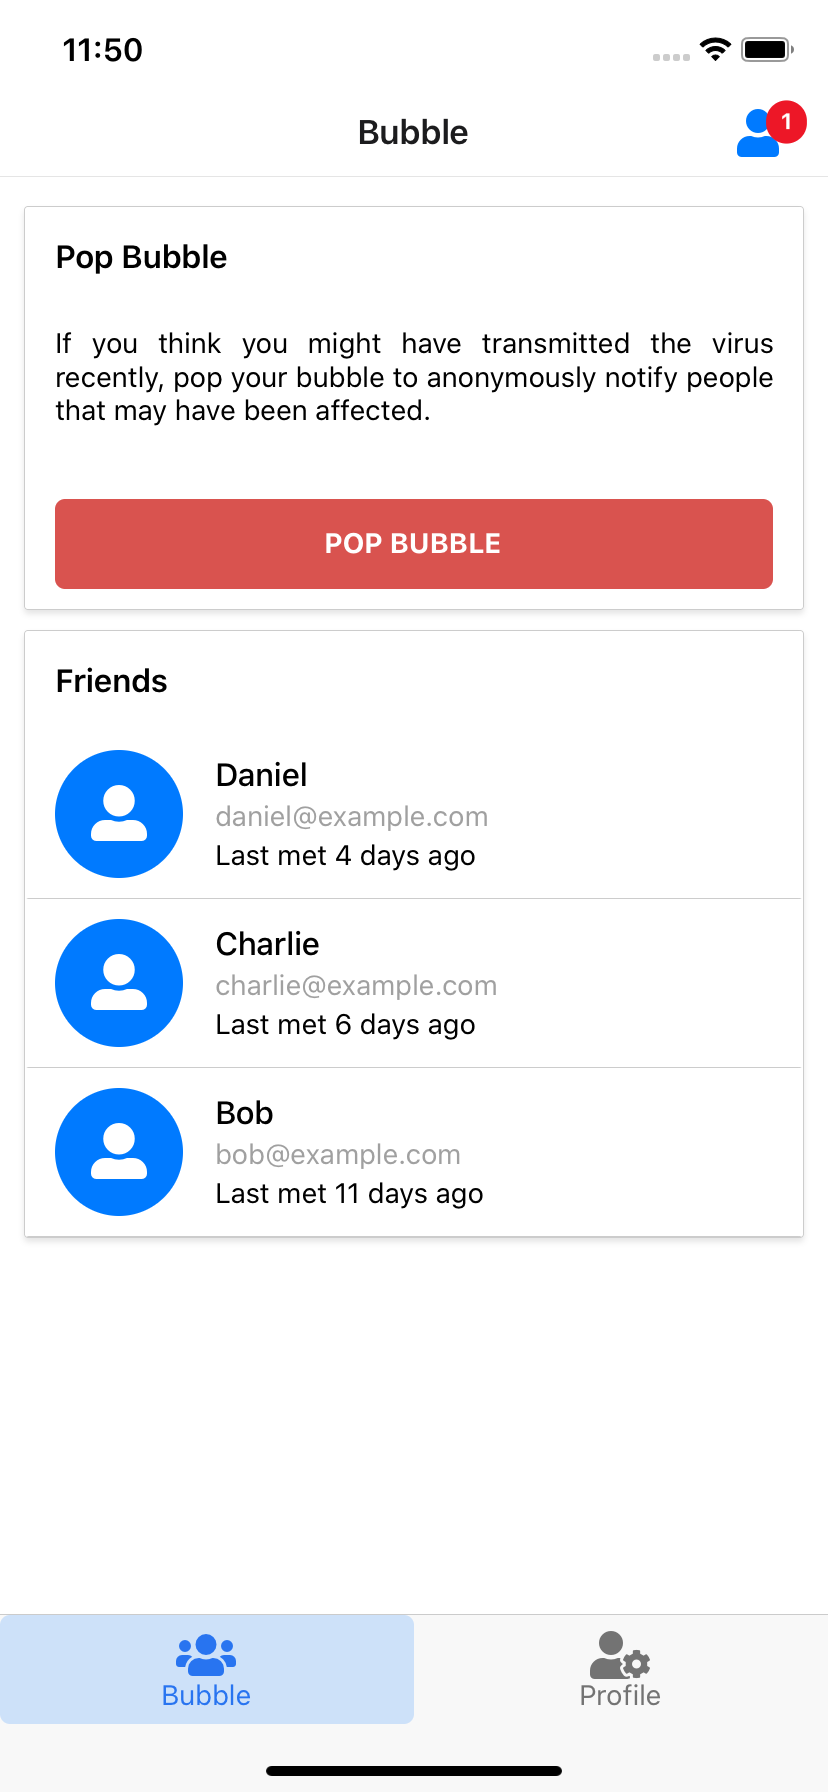 11:50
Bubble
1
Pop Bubble
If you think you might have transmitted the virus
recently, pop your bubble to anonymously notify people
that may have been affected.
POP BUBBLE
Friends
Daniel
daniel@example.com
Last met 4 days ago
Charlie
charlie@example.com
Last met 6 days ago
Bob
bob@example.com
Last met 11 days ago
Bubble
Profile